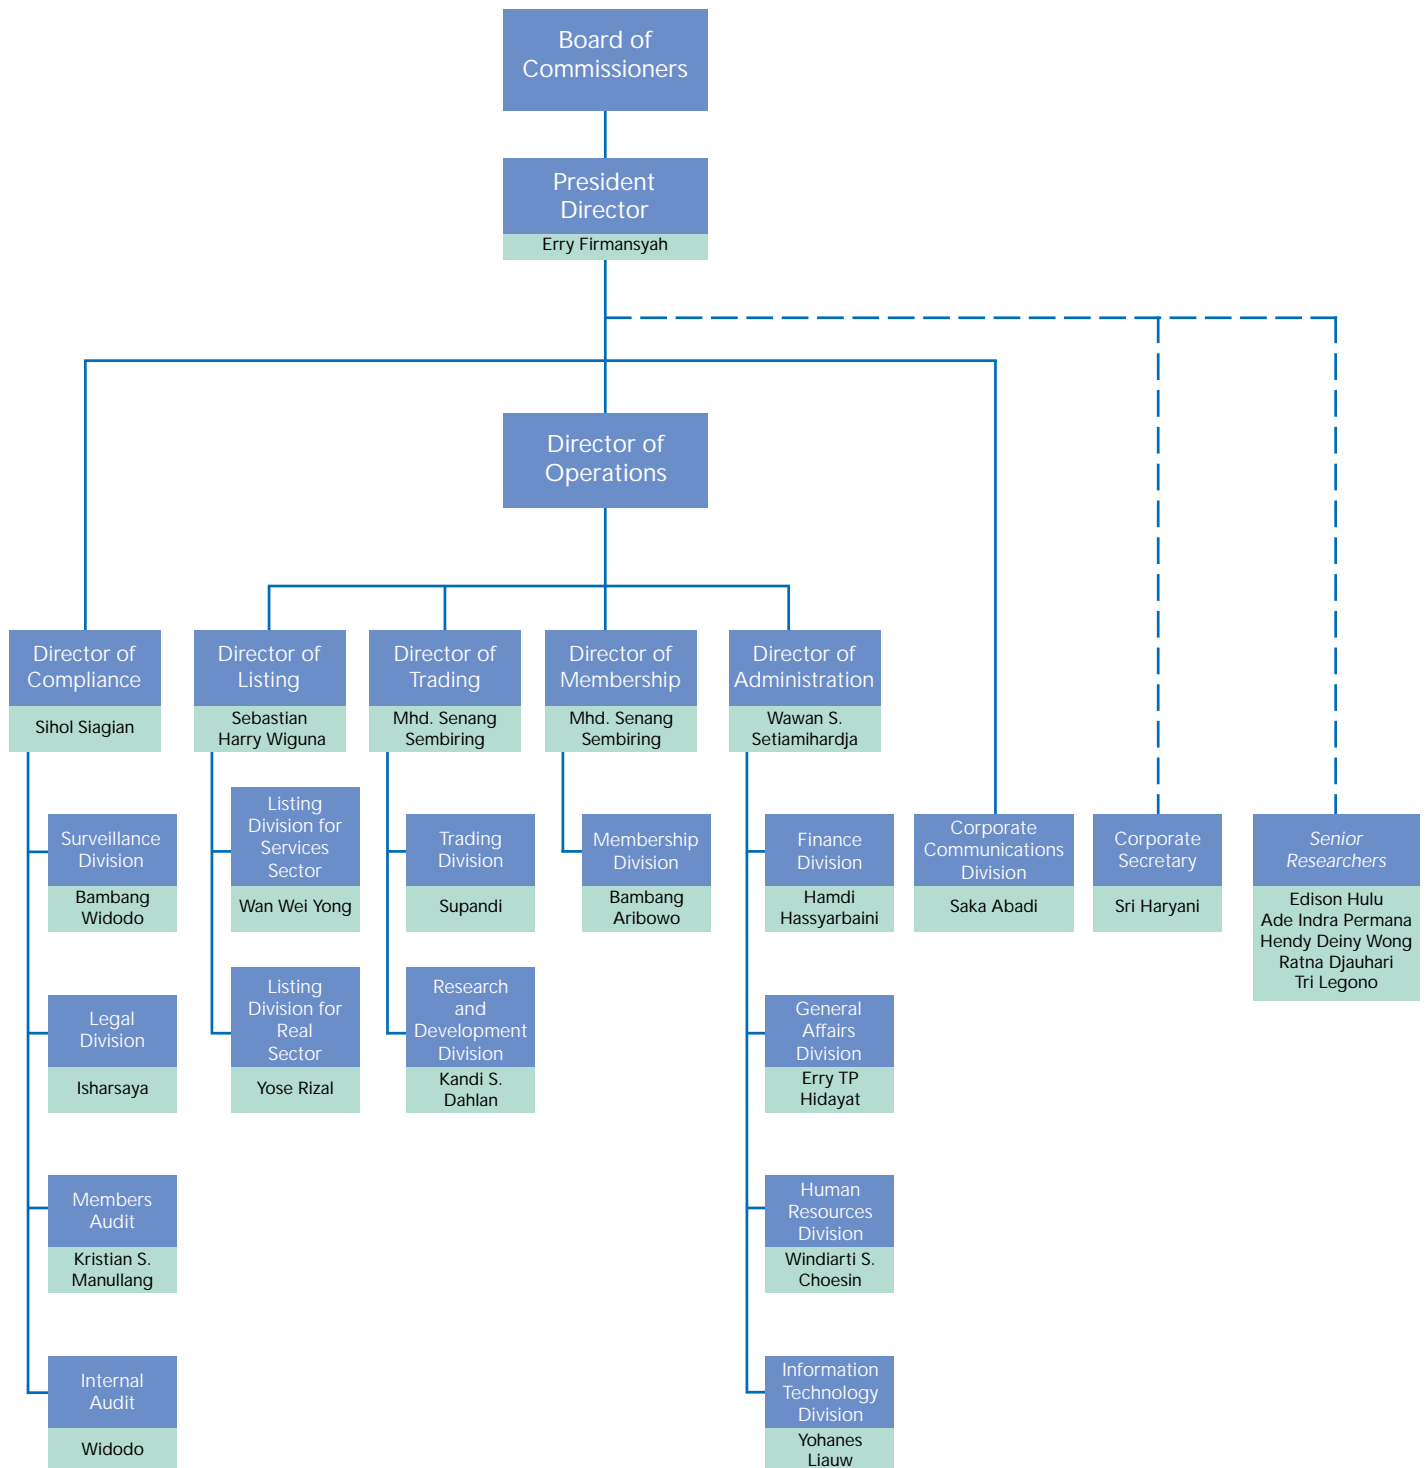 Board of
Commissioners
President
Director
Erry Firmansyah
Director of
Operations
Director of
Compliance
Sihol Siagian
Director of
Listing
Sebastian
Harry Wiguna
Director of
Trading
Mhd. Senang
Sembiring
Director of
Membership
Mhd. Senang
Sembiring
Director of
Administration
Wawan S.
Setiamihardja
Surveillance
Division
Bambang
Widodo
Listing
Division for
Services
Sector
Wan Wei Yong
Trading
Division
Supandi
Membership
Division
Bambang
Aribowo
Finance
Division
Hamdi
Hassyarbaini
Corporate
Communications
Division
Saka Abadi
Corporate
Secretary
Sri Haryani
Senior
Researchers
Edison Hulu
Ade Indra Permana
Hendy Deiny Wong
Ratna Djauhari
Tri Legono
Legal
Division
Isharsaya
Listing
Division for
Real
Sector
Yose Rizal
Research
and
Development
Division
Kandi S.
Dahlan
General
Affairs
Division
Erry TP
Hidayat
Members
Audit
Kristian S.
Manullang
Human
Resources
Division
Windiarti S.
Choesin
Internal
Audit
Widodo
Information
Technology
Division
Yohanes
Liauw